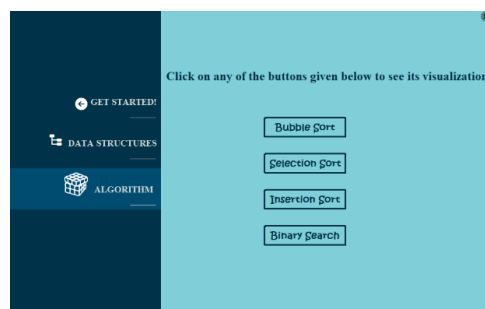 Click on any of the buttons given below to see its visualization
GET STARTED!
DATA STRUCTURES
ALGORITHM
Bubble Sort
Selection Sort
Insertion Sort
Binary Search